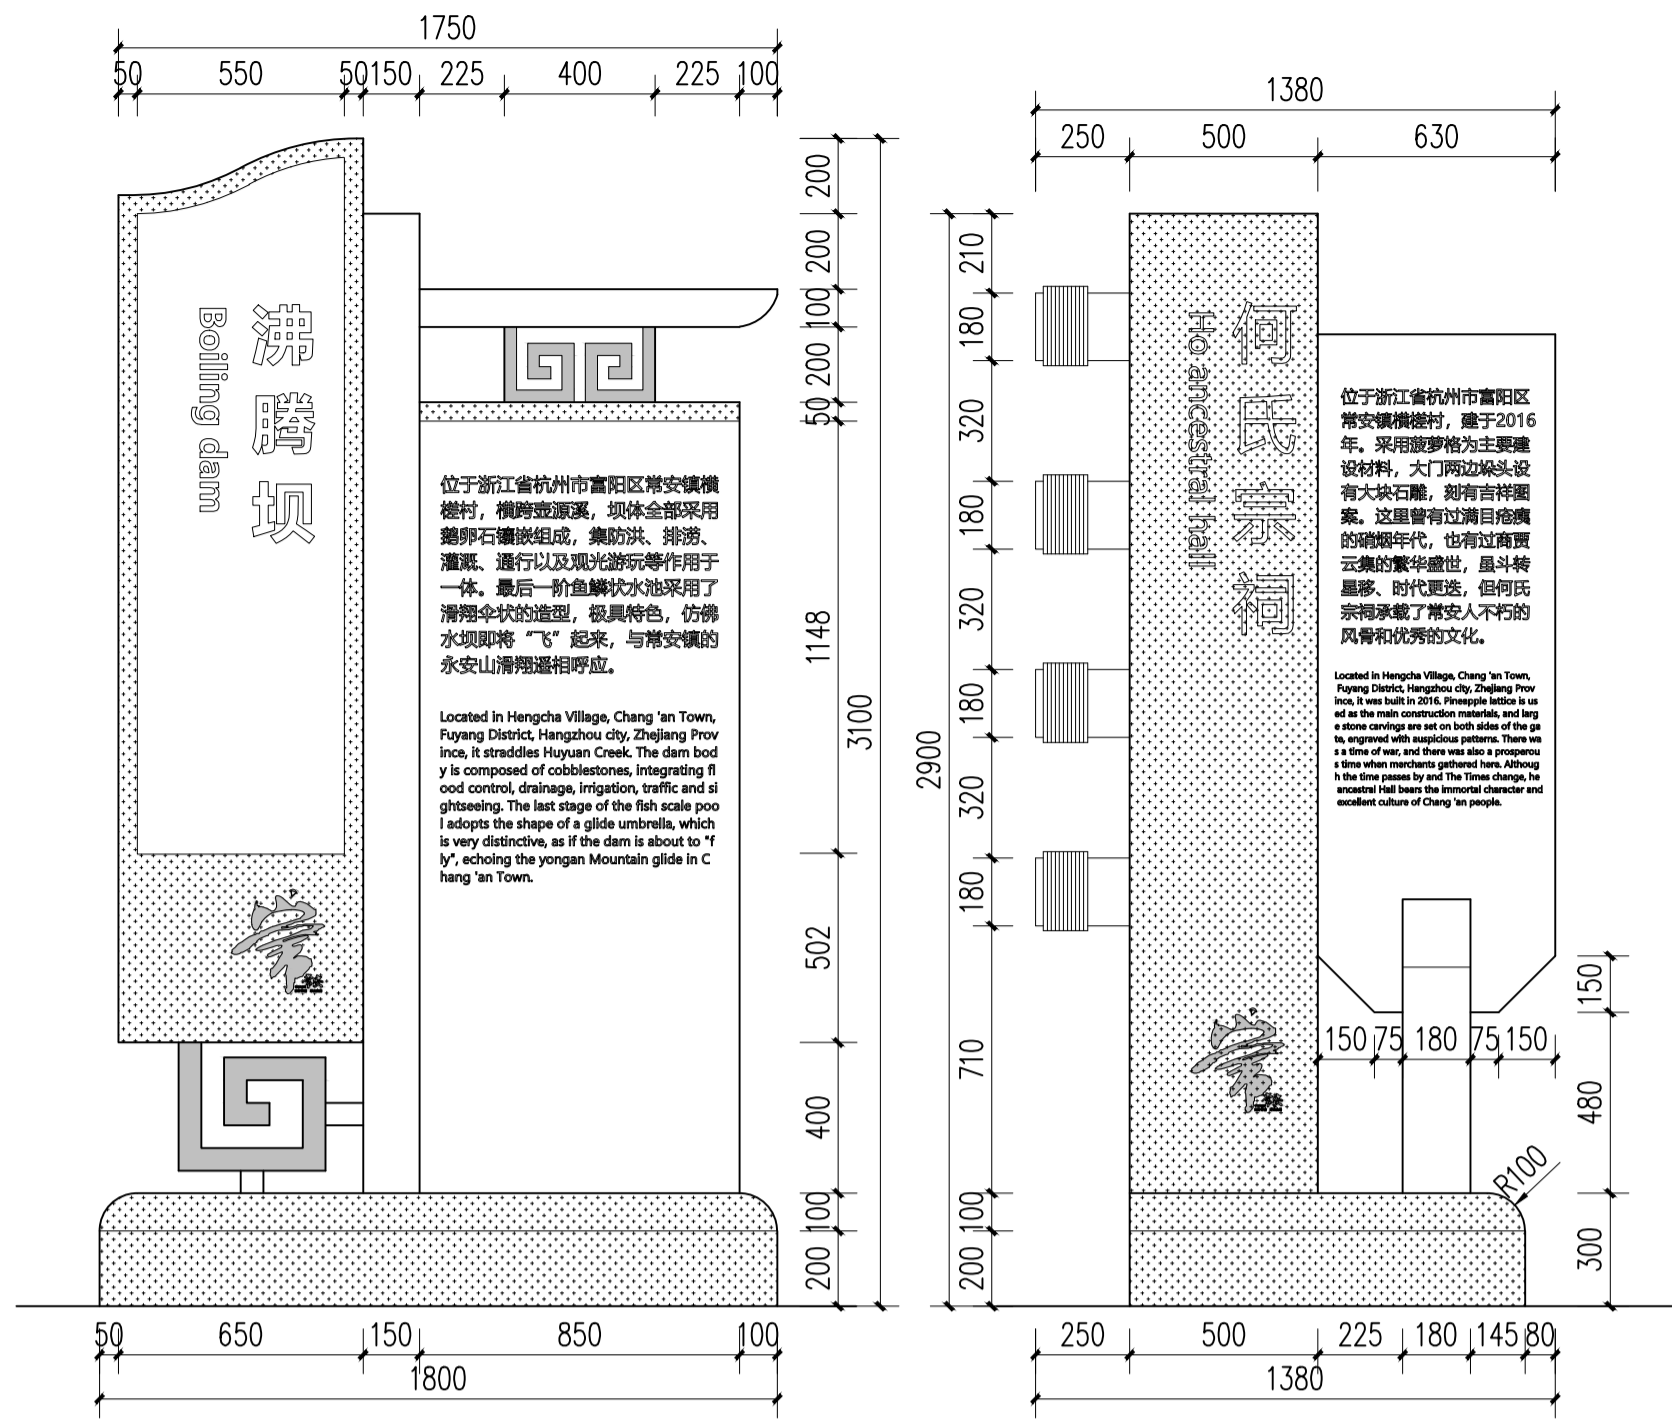 1750
50 550 50 150 225 400 225 100
沸腾坝
Boiling dam
位于浙江省杭州市富阳区常安镇横
槎村，横跨壶源溪，坝体全部采用
鹅卵石镶嵌组成，集防洪、排涝、
灌溉、通行以及观光游玩等作用于
一体。最后一阶鱼鳞状水池采用了
滑翔伞状的造型，极具特色，仿佛
水坝即将“飞”起来，与常安镇的
永安山滑翔遥相呼应。
Located in Hengcha Village, Chang 'an Town,
Fuyang District, Hangzhou city, Zhejiang Prov
ince, it straddles Huyuan Creek. The dam bod
y is composed of cobblestones, integrating fl
ood control, drainage, irrigation, traffic and si
ghtseeing. The last stage of the fish scale poo
l adopts the shape of a glide umbrella, which
is very distinctive, as if the dam is about to "f
ly", echoing the yongan Mountain glide in C
hang 'an Town.
常
200
200
100
200
50
1148
502
400
100
200
3100
50 650 150 850 100
1800
1380
250 500 630
2900
210
180
320
180
320
180
320
180
710
100
200
何氏宗祠
Ho ancestral hall
位于浙江省杭州市富阳区
常安镇横槎村，建于2016
年。采用菠萝格为主要建
设材料，大门两边垛头设
有大块石雕，刻有吉祥图
案。这里曾有过满目疮痍
的硝烟年代，也有过商贾
云集的繁华盛世，虽斗转
星移、时代更迭，但何氏
宗祠承载了常安人不朽的
风骨和优秀的文化。
Located in Hengcha Village, Chang 'an Town,
Fuyang District, Hangzhou city, Zhejiang Prov
ince, it was built in 2016. Pineapple lattice is us
ed as the main construction materials, and larg
e stone carvings are set on both sides of the ga
te, engraved with auspicious patterns. There wa
s a time of war, and there was also a prosperou
s time when merchants gathered here. Althoug
h the time passes by and The Times change, he
ancestral Hall bears the immortal character and
excellent culture of Chang 'an people.
常
150 75 180 75 150
150
480
300
R100
250 500 225 180 145 80
1380